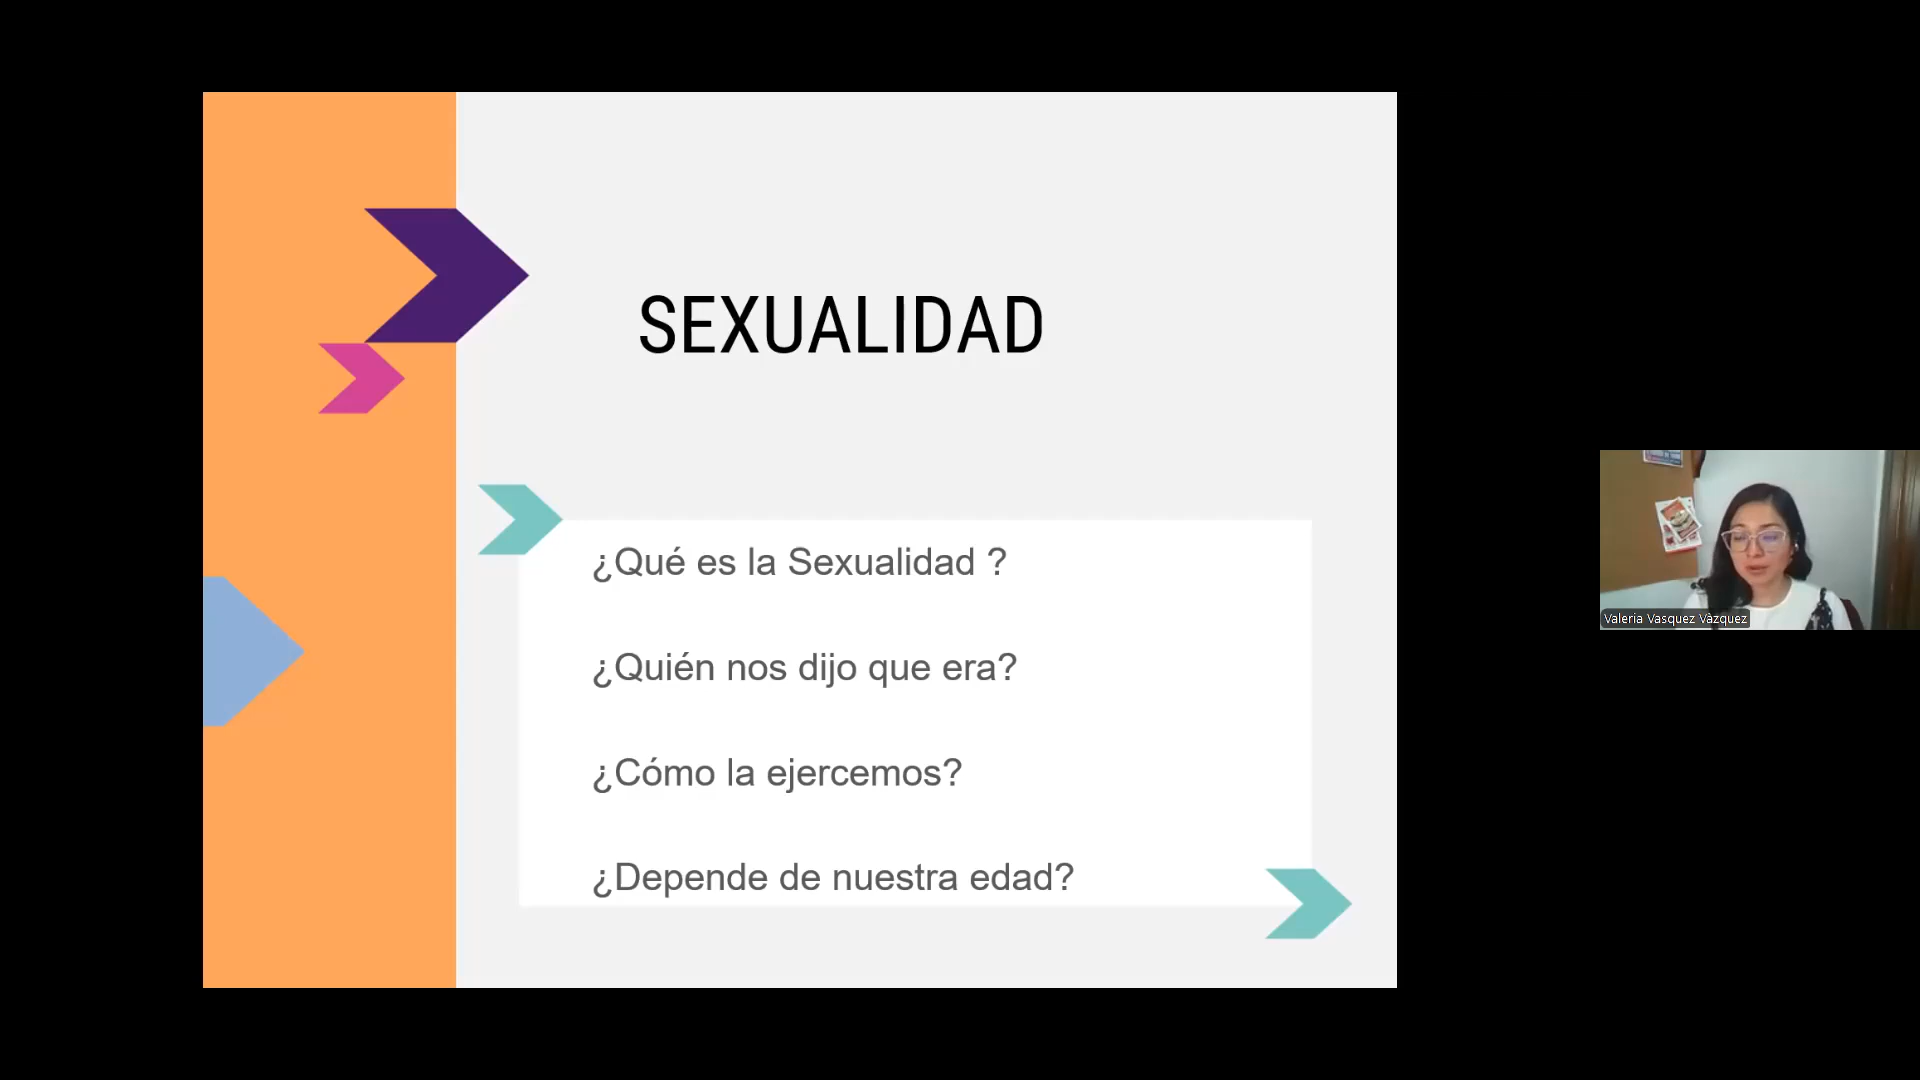 SEXUALIDAD
¿Qué es la Sexualidad ?
¿Quién nos dijo que era?
¿Cómo la ejercemos?
¿Depende de nuestra edad?
Valeria Vasquez Vàzquez